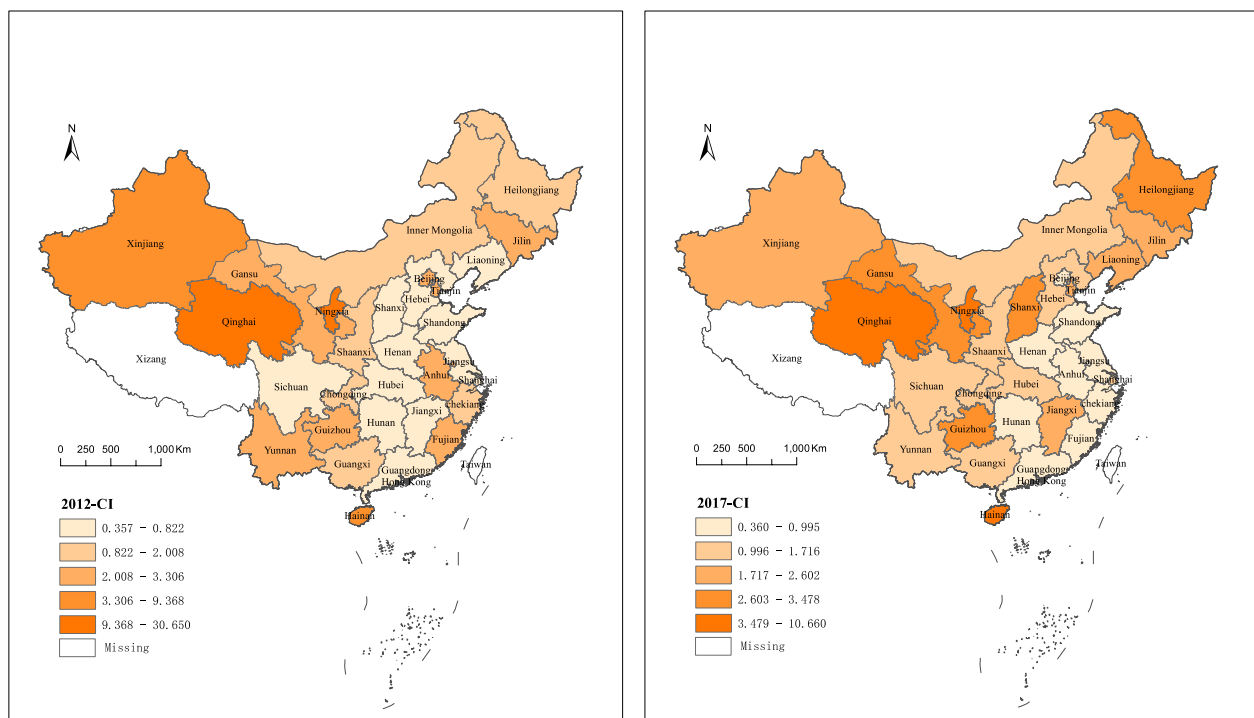 N
Xinjiang
Gansu
Qinghai
Xizang
Inner Mongolia
Heilongjiang
Jilin
Liaoning
Beijing
Tianjin
Hebei
Shanxi
Ningxia
Shandong
Shaanxi
Henan
Jiangsu
Anhui
Shanghai
Sichuan
Chongqing
Hubei
Chekiang
Hunan
Jiangxi
Guizhou
Fujian
Yunnan
Guangxi
Guangdong
Hong Kong
Taiwan
Hainan
0 250 500 1,000 Km
2012-CI
0.357 - 0.822
0.822 - 2.008
2.008 - 3.306
3.306 - 9.368
9.368 - 30.650
Missing
N
Xinjiang
Gansu
Qinghai
Xizang
Inner Mongolia
Heilongjiang
Jilin
Liaoning
Beijing
Tianjin
Hebei
Shanxi
Ningxia
Shandong
Shaanxi
Henan
Jiangsu
Anhui
Shanghai
Sichuan
Chongqing
Hubei
Chekiang
Hunan
Jiangxi
Guizhou
Fujian
Yunnan
Guangxi
Guangdong
Hong Kong
Taiwan
Hainan
0 250 500 1,000 Km
2017-CI
0.360 - 0.995
0.996 - 1.716
1.717 - 2.602
2.603 - 3.478
3.479 - 10.660
Missing